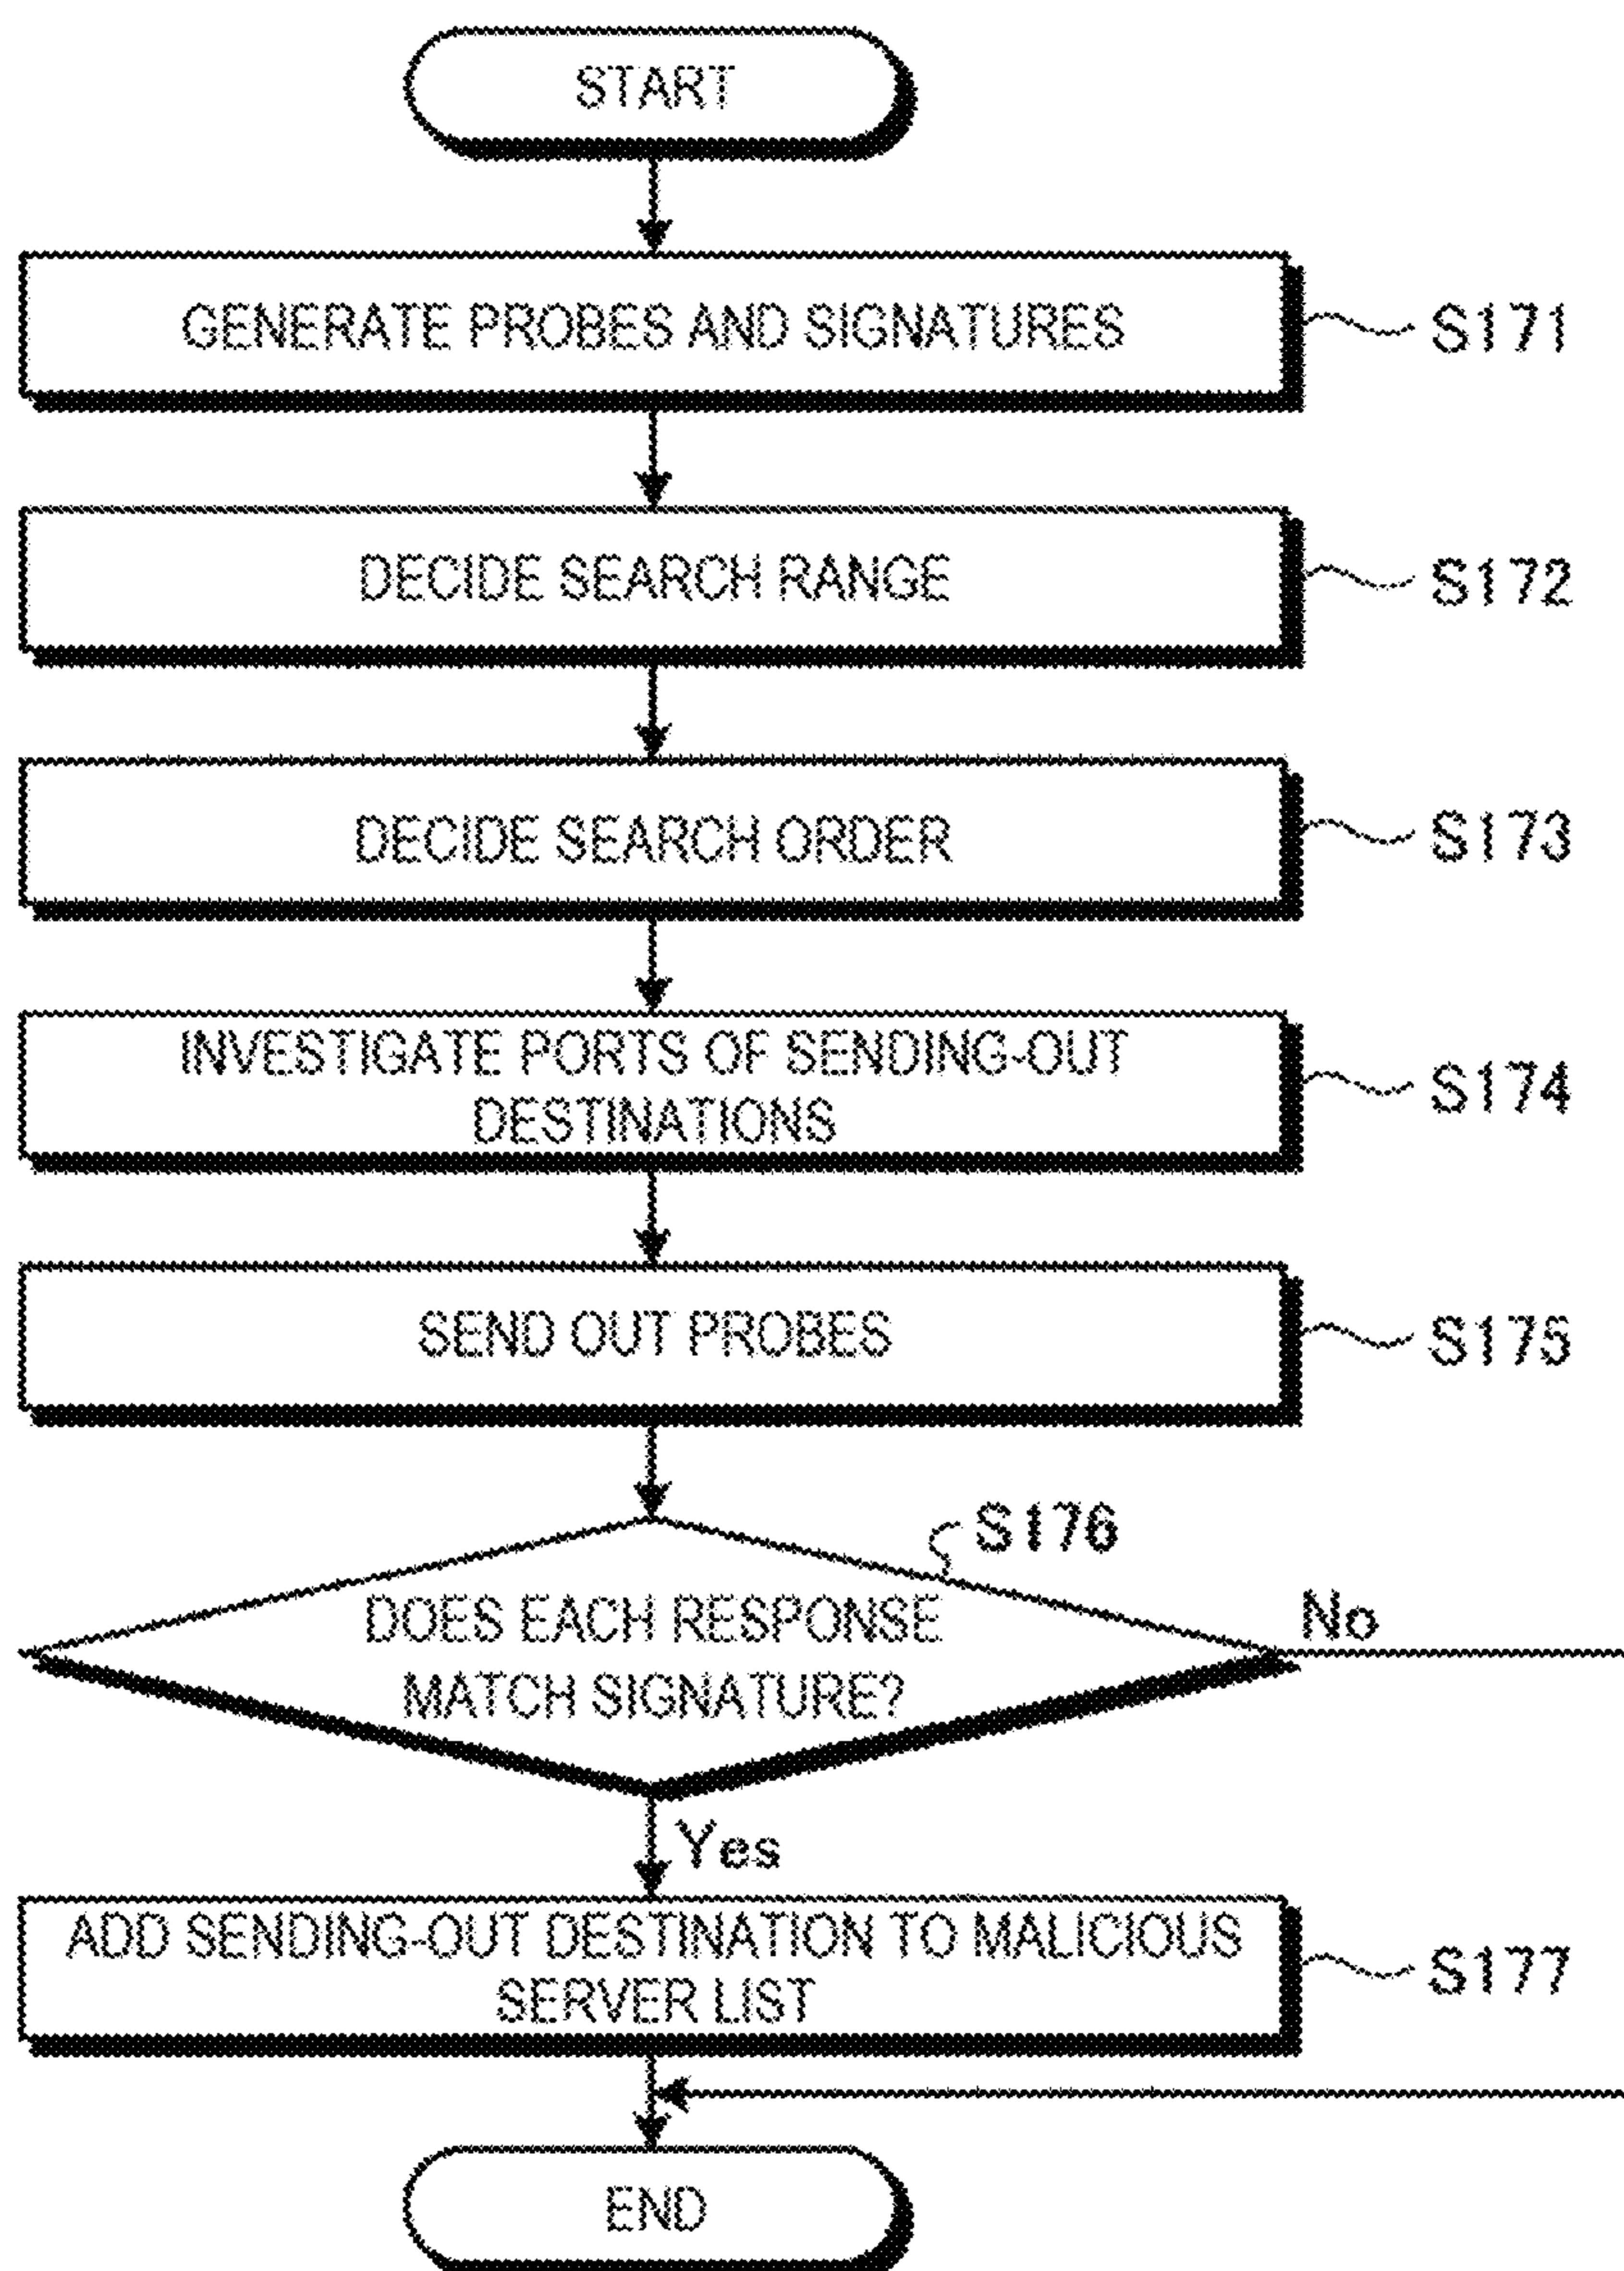 START
GENERATE PROBES AND SIGNATURES
S171
DECIDE SEARCH RANGE
S172
DECIDE SEARCH ORDER
S173
INVESTIGATE PORTS OF SENDING-OUT
DESTINATIONS
S174
SEND OUT PROBES
S175
S176
DOES EACH RESPONSE
MATCH SIGNATURE?
No
Yes
ADD SENDING-OUT DESTINATION TO MALICIOUS
SERVER LIST
S177
END